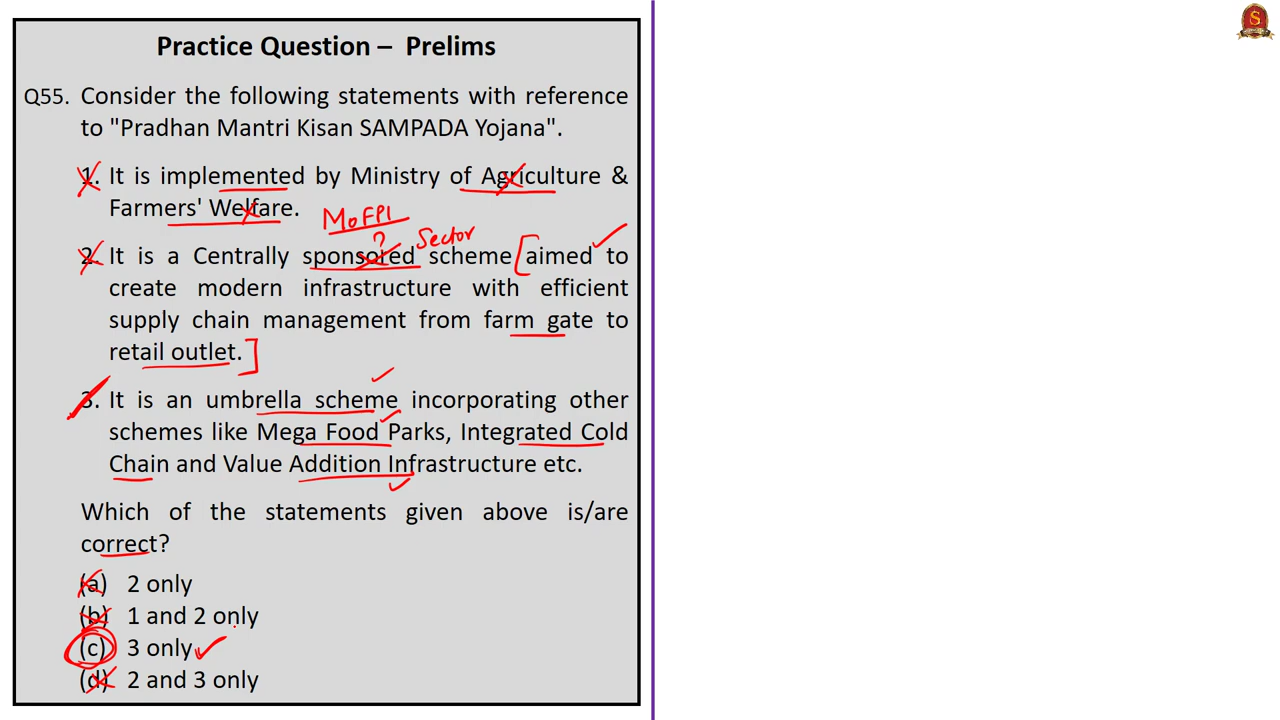 Practice Question – Prelims
Q55. Consider the following statements with reference
to "Pradhan Mantri Kisan SAMPADA Yojana".
1. It is implemented by Ministry of Agriculture &
Farmers' Welfare.
MoFPI
? Sector
2. It is a Centrally sponsored scheme [aimed to
create modern infrastructure with efficient
supply chain management from farm gate to
retail outlet.]
3. It is an umbrella scheme incorporating other
schemes like Mega Food Parks, Integrated Cold
Chain and Value Addition Infrastructure etc.
Which of the statements given above is/are
correct?
(a) 2 only
(b) 1 and 2 only
(c) 3 only
(d) 2 and 3 only
S